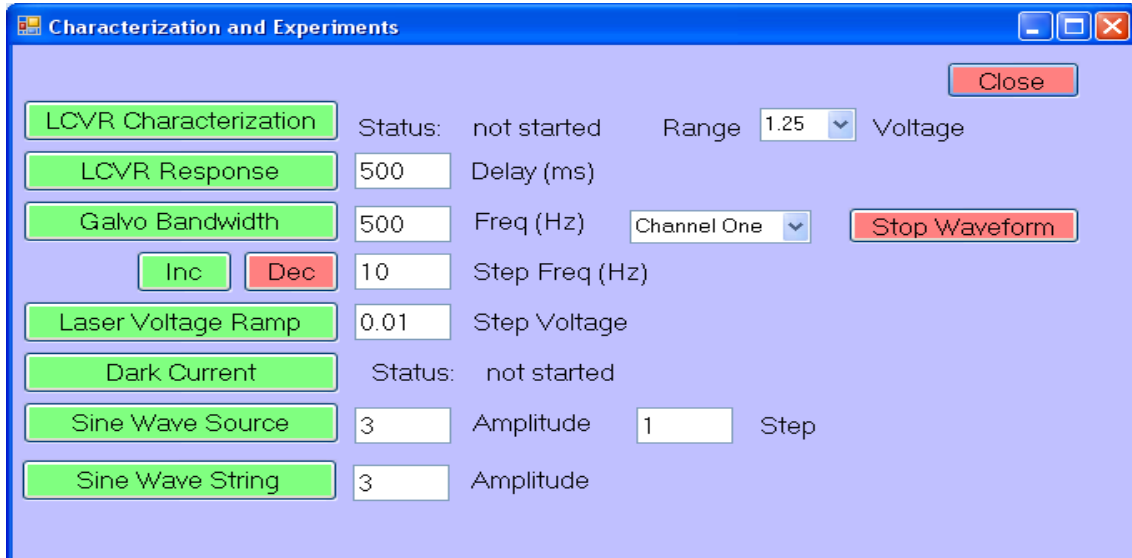 Characterization and Experiments
Close
LCVR Characterization Status: not started Range 1.25 Voltage
LCVR Response 500 Delay (ms)
Galvo Bandwidth 500 Freq (Hz) Channel One Stop Waveform
Inc Dec 10 Step Freq (Hz)
Laser Voltage Ramp 0.01 Step Voltage
Dark Current Status: not started
Sine Wave Source 3 Amplitude 1 Step
Sine Wave String 3 Amplitude